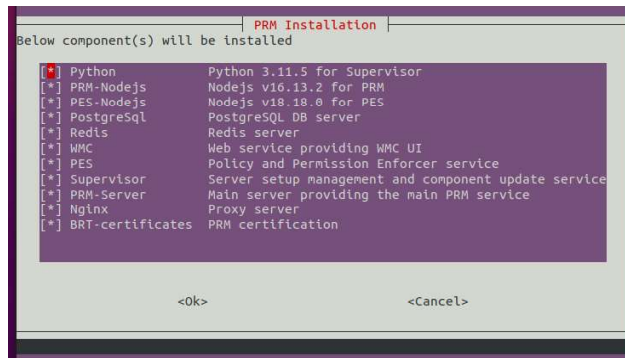 PRM Installation
Below component(s) will be installed
[*] Python Python 3.11.5 for Supervisor
[*] PRM-Nodejs Nodejs v16.13.2 for PRM
[*] PES-Nodejs Nodejs v18.18.0 for PES
[*] PostgreSql PostgreSQL DB server
[*] Redis Redis server
[*] WMC Web service providing WMC UI
[*] PES Policy and Permission Enforcer service
[*] Supervisor Server setup management and component update service
[*] PRM-Server Main server providing the main PRM service
[*] Nginx Proxy server
[*] BRT-certificates PRM certification
<Ok> <Cancel>